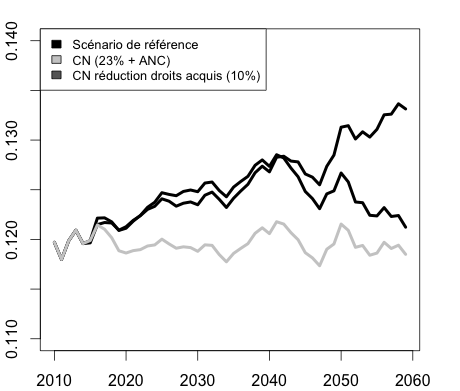 Scénario de référence
CN (23% + ANC)
CN réduction droits acquis (10%)
0.140
0.130
0.120
0.110
2010 2020 2030 2040 2050 2060